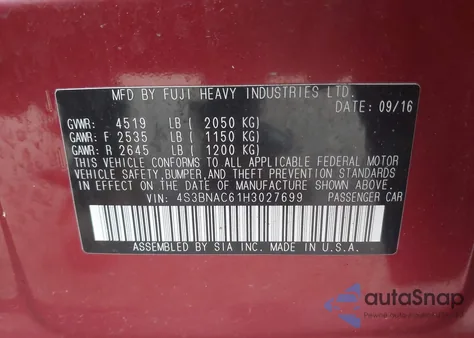 MFD BY FUJI HEAVY INDUSTRIES LTD.
DATE: 09/16
GVWR: 4519 LB ( 2050 KG)
GAWR: F 2535 LB ( 1150 KG)
GAWR: R 2645 LB ( 1200 KG)
THIS VEHICLE CONFORMS TO ALL APPLICABLE FEDERAL MOTOR
VEHICLE SAFETY,BUMPER,AND THEFT PREVENTION STANDARDS
IN EFFECT ON THE DATE OF MANUFACTURE SHOWN ABOVE.
VIN: 4S3BNAC61H3027699 PASSENGER CAR
ASSEMBLED BY SIA INC. MADE IN U.S.A.
autoSnap